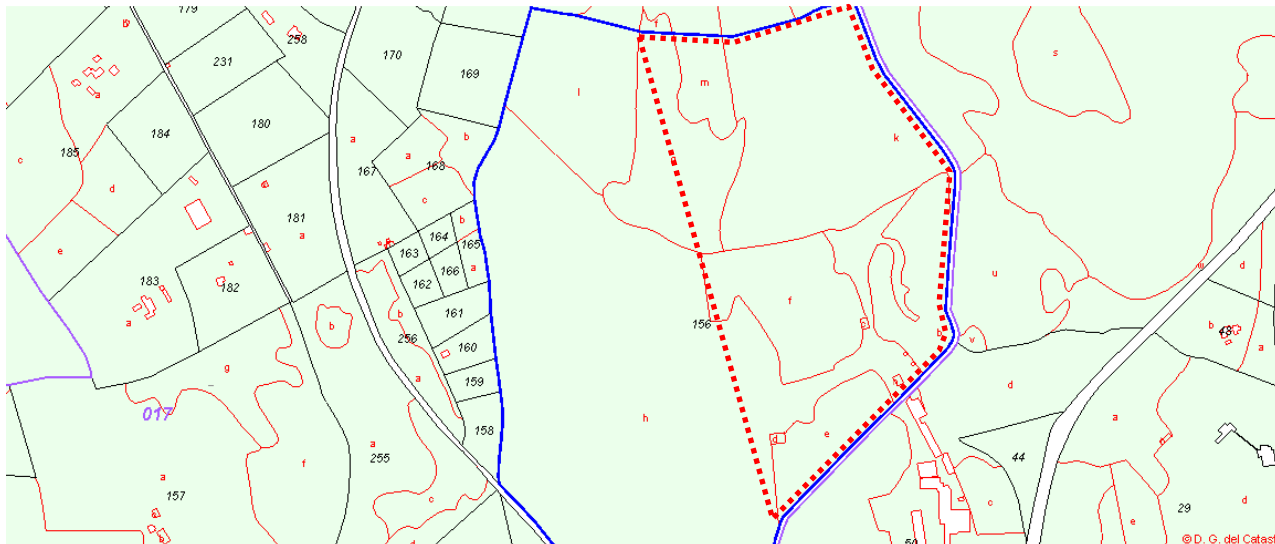 179
b
258
231
170
169
f
s
a
l
m
184
180
k
185
c
a
167
a
b
168
d
c
181
a
b
164
163
165
e
183
182
162
166
a
u
w
d
a
161
f
156
b
b
256
b
v
b
48
a
160
g
a
159
d
017
h
158
d
e
a
a
255
f
44
a
157
c
c
29
d
e
50
© D. G. del Catast